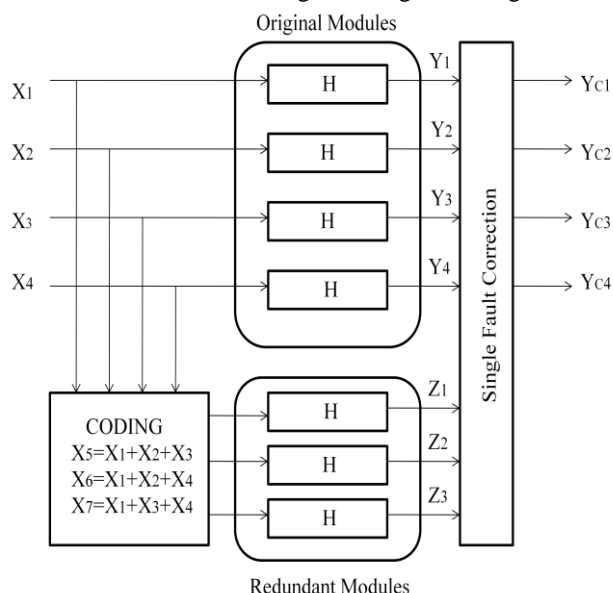 Original Modules
X1
H
Y1
YC1
X2
H
Y2
YC2
X3
H
Y3
YC3
X4
H
Y4
YC4
Single Fault Correction
CODING
X5=X1+X2+X3
X6=X1+X2+X4
X7=X1+X3+X4
H
Z1
H
Z2
H
Z3
Redundant Modules